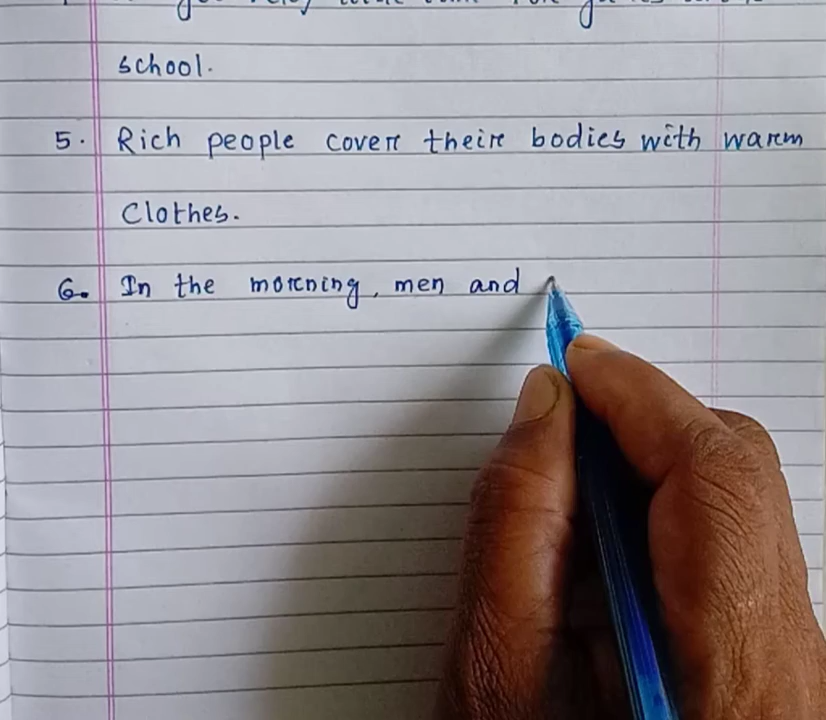 school.
5. Rich people cover their bodies with warm
Clothes.
6. In the morning, men and